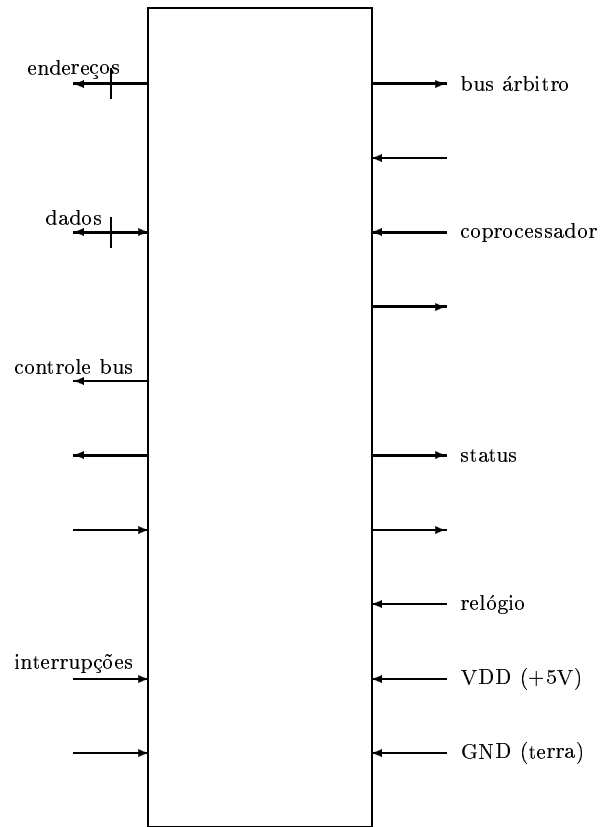 endereços
bus árbitro
dados
coprocessador
controle bus
status
relógio
interrupções
VDD (+5V)
GND (terra)